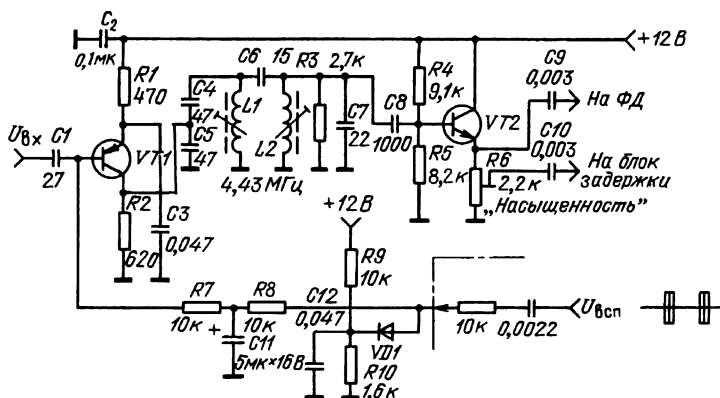 C2
0,1мк
+12В
R1
470
C4
47
C6
15
R3
2,7к
R4
9,1к
C9
0,003
На ФД
Uвх
C1
27
VT1
C5
47
L1
L2
C7
22
C8
1000
VT2
C10
0,003
На блок
задержки
R5
8,2к
R6
2,2к
„Насыщенность”
4,43 МГц
R2
620
C3
0,047
+12В
R9
10к
R7
10к
R8
10к
C12
0,047
+
C11
5мк×16В
VD1
R10
1,6к
10к
0,0022
Uвсп